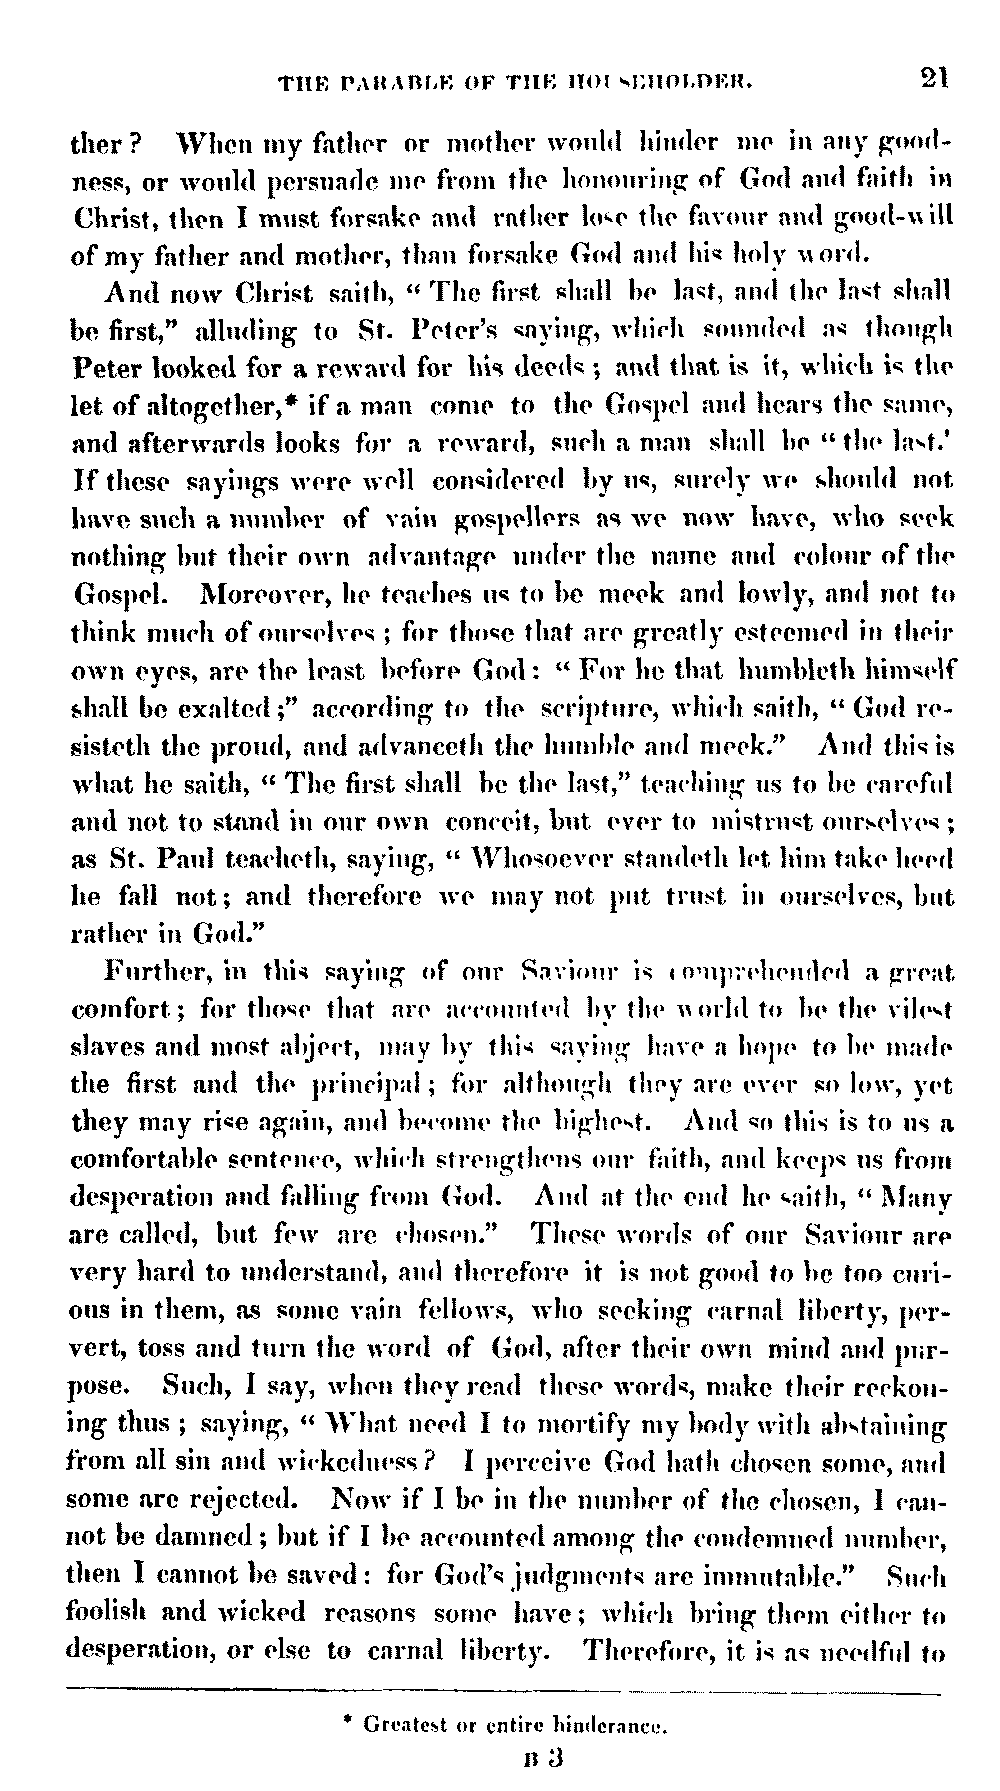 THE PARABLE OF THE HOUSEHOLDER. 21
ther ? When my father or mother would hinder me in any good-
ness, or would persuade me from the honouring of God and faith in
Christ, then I must forsake and rather lose the favour and good-will
of my father and mother, than forsake God and his holy word.
And now Christ saith, “ The first shall be last, and the last shall
be first,” alluding to St. Peter’s saying, which sounded as though
Peter looked for a reward for his deeds ; and that is it, which is the
let of altogether,* if a man come to the Gospel and hears the same,
and afterwards looks for a reward, such a man shall be “ the last.’
If these sayings were well considered by us, surely we should not
have such a number of vain gospellers as we now have, who seek
nothing but their own advantage under the name and colour of the
Gospel. Moreover, he teaches us to be meek and lowly, and not to
think much of ourselves ; for those that are greatly esteemed in their
own eyes, are the least before God : “ For he that humbleth himself
shall be exalted ;” according to the scripture, which saith, “ God re-
sisteth the proud, and advanceth the humble and meek.” And this is
what he saith, “ The first shall be the last,” teaching us to be careful
and not to stand in our own conceit, but ever to mistrust ourselves ;
as St. Paul teacheth, saying, “ Whosoever standeth let him take heed
he fall not ; and therefore we may not put trust in ourselves, but
rather in God.”
Further, in this saying of our Saviour is comprehended a great
comfort ; for those that are accounted by the world to be the vilest
slaves and most abject, may by this saying have a hope to be made
the first and the principal ; for although they are ever so low, yet
they may rise again, and become the highest. And so this is to us a
comfortable sentence, which strengthens our faith, and keeps us from
desperation and falling from God. And at the end he saith, “ Many
are called, but few are chosen.” These words of our Saviour are
very hard to understand, and therefore it is not good to be too curi-
ous in them, as some vain fellows, who seeking carnal liberty, per-
vert, toss and turn the word of God, after their own mind and pur-
pose. Such, I say, when they read these words, make their reckon-
ing thus ; saying, “ What need I to mortify my body with abstaining
from all sin and wickedness ? I perceive God hath chosen some, and
some are rejected. Now if I be in the number of the chosen, I can-
not be damned ; but if I be accounted among the condemned number,
then I cannot be saved : for God’s judgments are immutable.” Such
foolish and wicked reasons some have ; which bring them either to
desperation, or else to carnal liberty. Therefore, it is as needful to
* Greatest or entire hinderance.
B 3